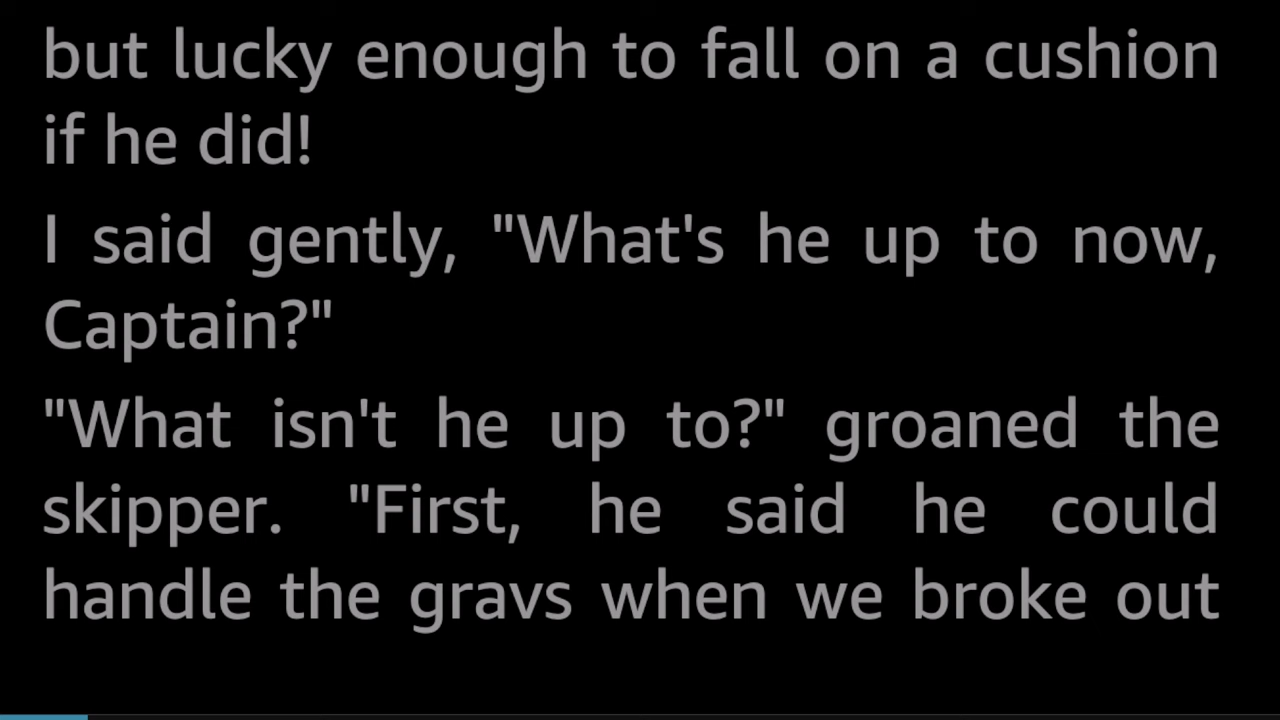 but lucky enough to fall on a cushion
if he did!
I said gently, "What's he up to now,
Captain?"
"What isn't he up to?" groaned the
skipper. "First, he said he could
handle the gravs when we broke out